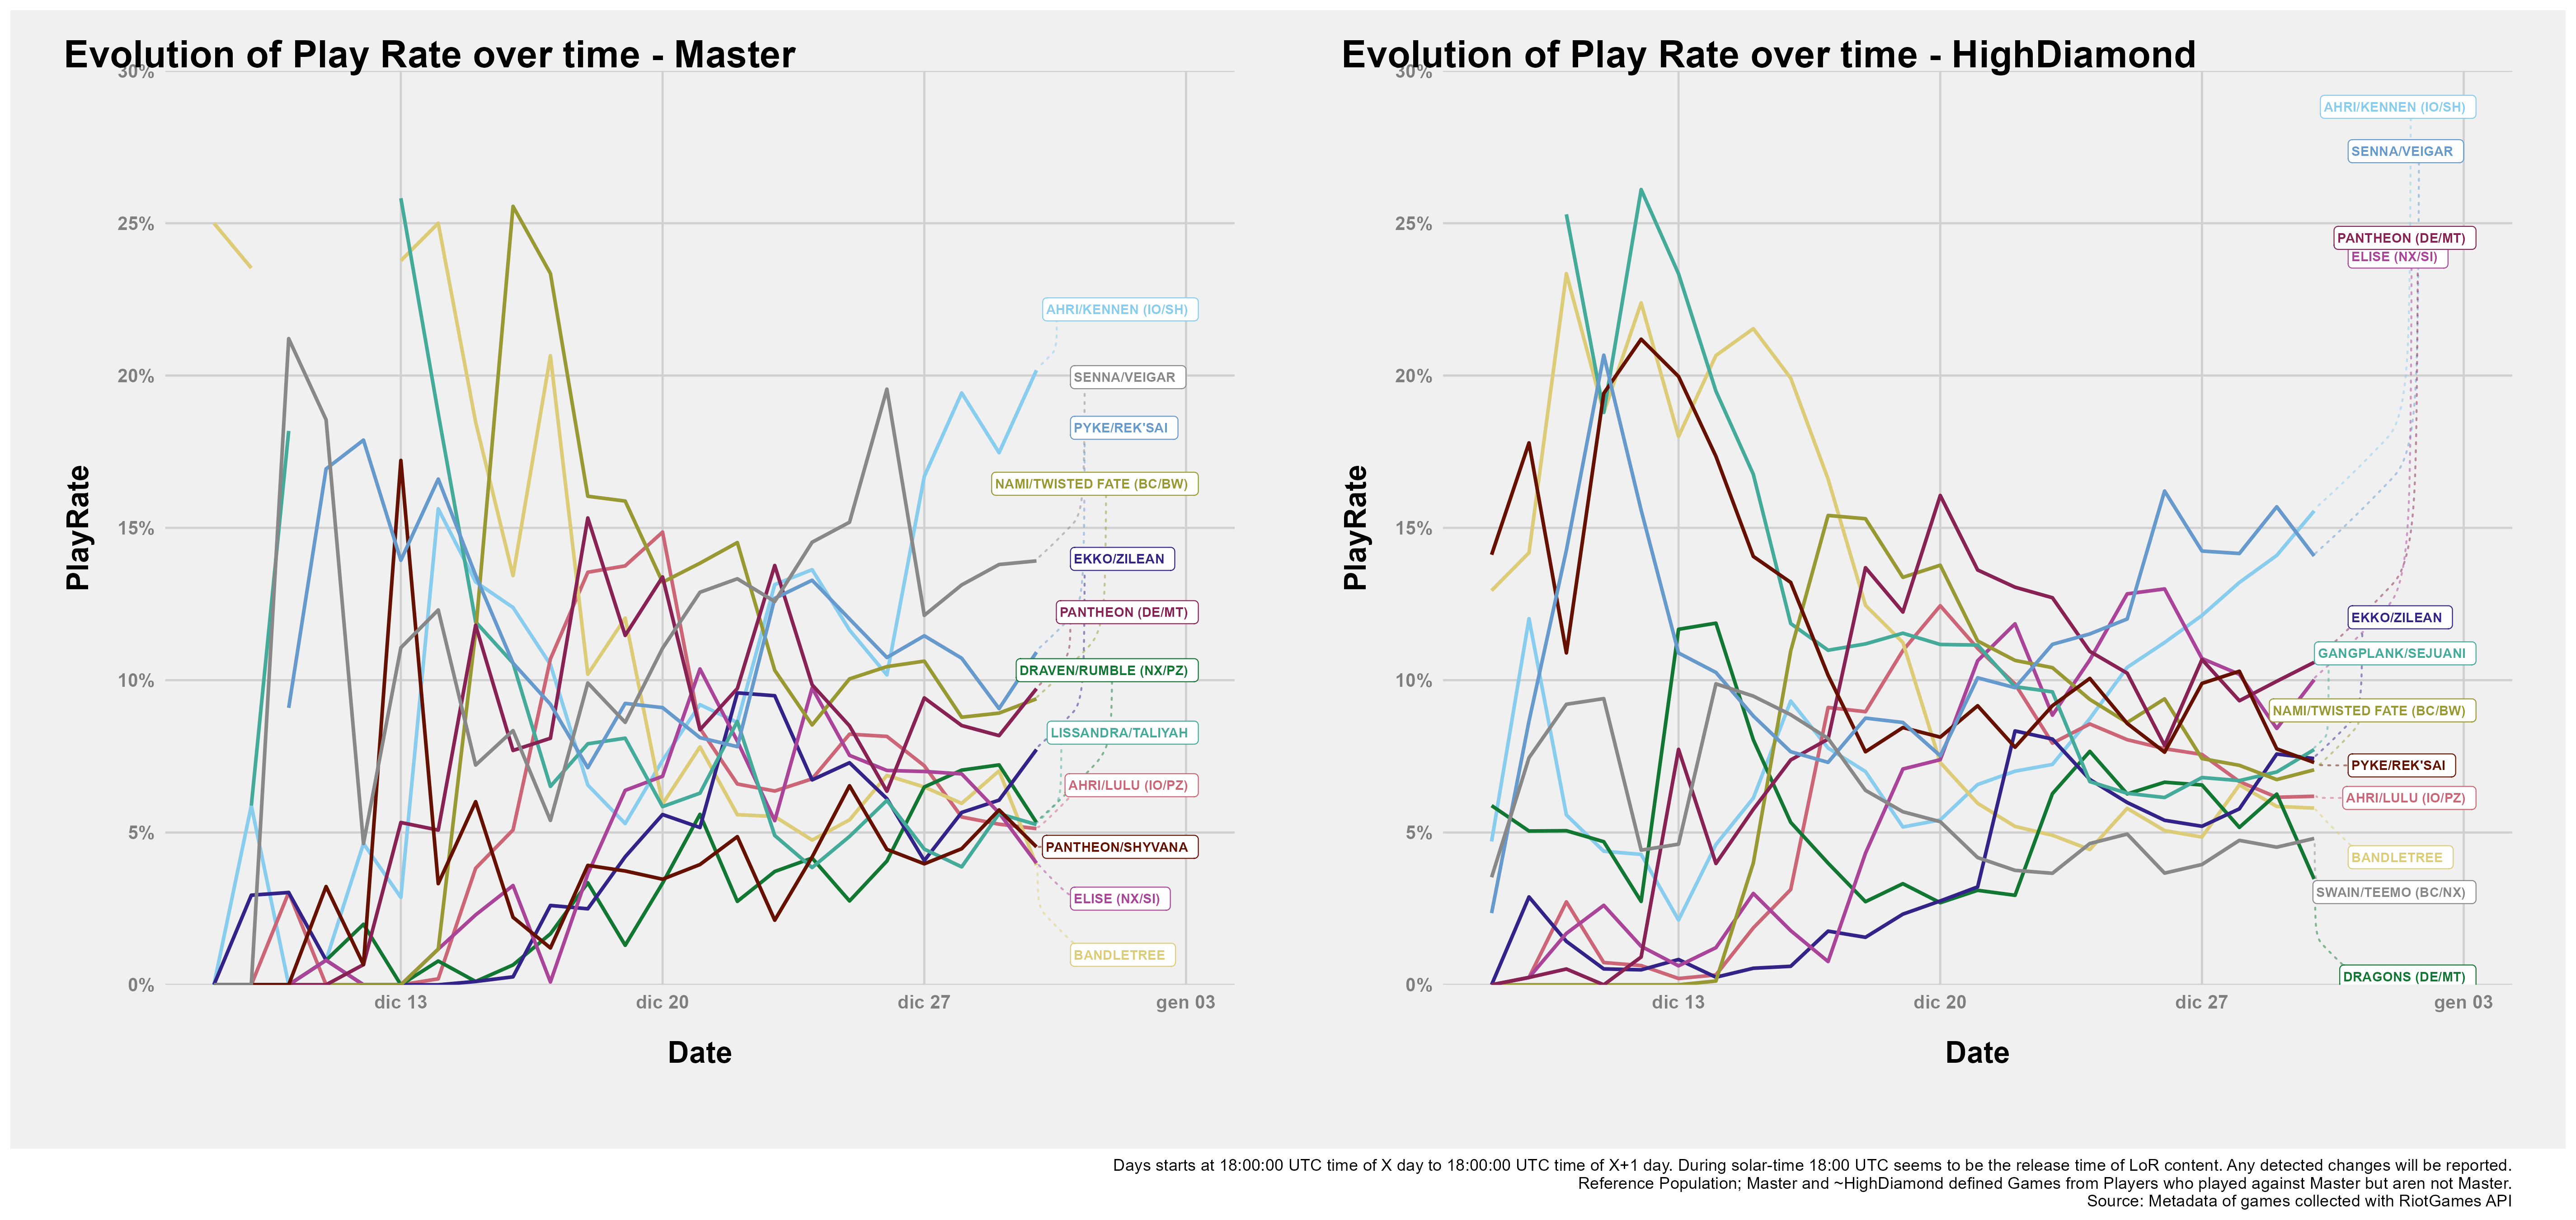 Evolution of Play Rate over time - Master
30%
25%
20%
15%
10%
5%
0%
PlayRate
dic 13
dic 20
dic 27
gen 03
Date
AHRI/KENNEN (IO/SH)
SENNA/VEIGAR
PYKE/REK'SAI
NAMI/TWISTED FATE (BC/BW)
EKKO/ZILEAN
PANTHEON (DE/MT)
DRAVEN/RUMBLE (NX/PZ)
LISSANDRA/TALIYAH
AHRI/LULU (IO/PZ)
PANTHEON/SHYVANA
ELISE (NX/SI)
BANDLETREE
Evolution of Play Rate over time - HighDiamond
30%
25%
20%
15%
10%
5%
0%
PlayRate
dic 13
dic 20
dic 27
gen 03
Date
AHRI/KENNEN (IO/SH)
SENNA/VEIGAR
PANTHEON (DE/MT)
ELISE (NX/SI)
EKKO/ZILEAN
GANGPLANK/SEJUANI
NAMI/TWISTED FATE (BC/BW)
PYKE/REK'SAI
AHRI/LULU (IO/PZ)
BANDLETREE
SWAIN/TEEMO (BC/NX)
DRAGONS (DE/MT)
Days starts at 18:00:00 UTC time of X day to 18:00:00 UTC time of X+1 day. During solar-time 18:00 UTC seems to be the release time of LoR content. Any detected changes will be reported.
Reference Population; Master and ~HighDiamond defined Games from Players who played against Master but aren not Master.
Source: Metadata of games collected with RiotGames API